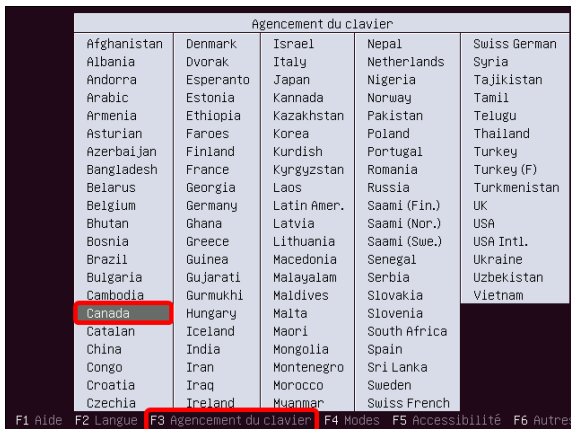 Agencement du clavier
Afghanistan Denmark Israel Nepal Swiss German
Albania Dvorak Italy Netherlands Syria
Andorra Esperanto Japan Nigeria Tajikistan
Arabic Estonia Kannada Norway Tamil
Armenia Ethiopia Kazakhstan Pakistan Telugu
Asturian Faroes Korea Poland Thailand
Azerbaijan Finland Kurdish Portugal Turkey
Bangladesh France Kyrgyzstan Romania Turkey (F)
Belarus Georgia Laos Russia Turkmenistan
Belgium Germany Latin Amer. Saami (Fin.) UK
Bhutan Ghana Latvia Saami (Nor.) USA
Bosnia Greece Lithuania Saami (Swe.) USA Intl.
Brazil Guinea Macedonia Senegal Ukraine
Bulgaria Gujarati Malayalam Serbia Uzbekistan
Cambodia Gurmukhi Maldives Slovakia Vietnam
Canada Hungary Malta Slovenia
Catalan Iceland Maori South Africa
China India Mongolia Spain
Congo Iran Montenegro Sri Lanka
Croatia Iraq Morocco Sweden
Czechia Ireland Myanmar Swiss French
F1 Aide F2 Langue F3 Agencement du clavier F4 Modes F5 Accessibilité F6 Autres